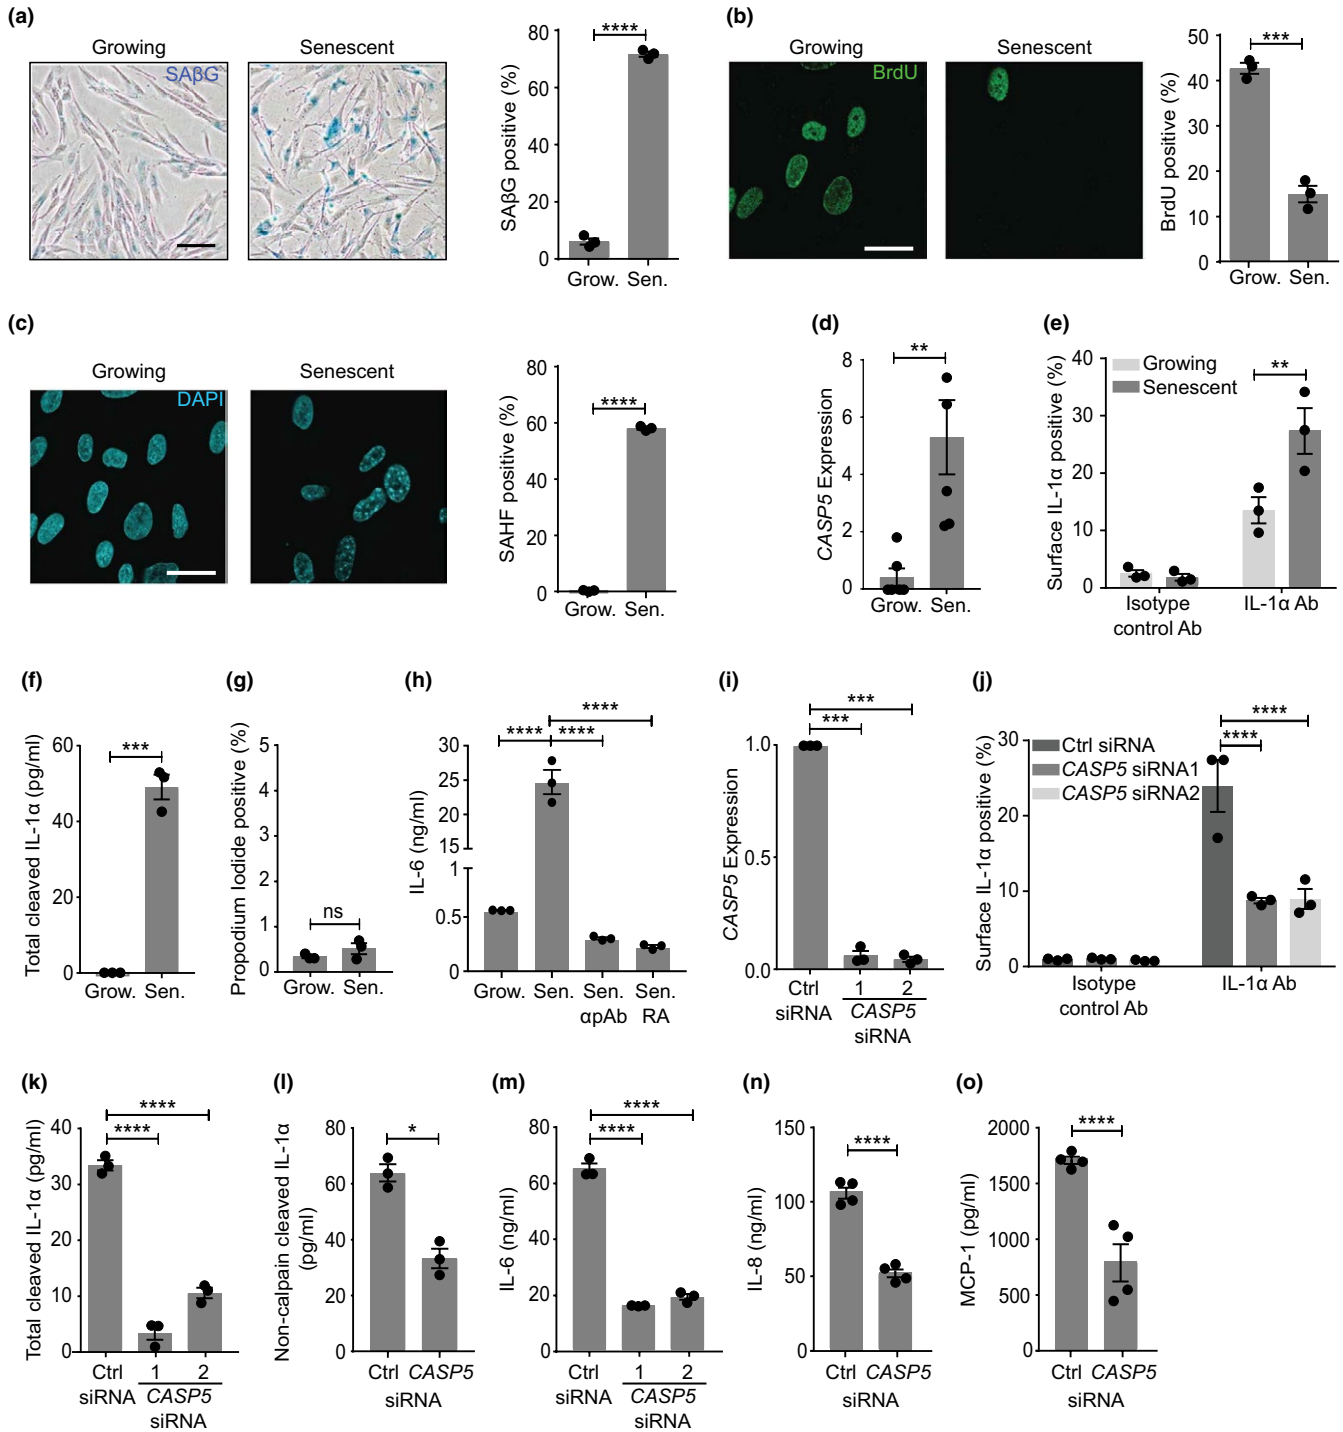 (a)
Growing
Senescent
SAβG
SAβG positive (%)
80
60
40
20
0
****
Grow. Sen.
(b)
Growing
Senescent
BrdU
BrdU positive (%)
50
40
30
20
10
0
***
Grow. Sen.
(c)
Growing
Senescent
DAPI
SAHF positive (%)
80
60
40
20
0
****
Grow. Sen.
(d)
CASP5 Expression
8
6
4
2
0
**
Grow. Sen.
(e)
Surface IL-1α positive (%)
40
30
20
10
0
Growing
Senescent
**
Isotype
control Ab
IL-1α Ab
(f)
Total cleaved IL-1α (pg/ml)
60
40
20
0
***
Grow. Sen.
(g)
Propodium Iodide positive (%)
5
4
3
2
1
0
ns
Grow. Sen.
(h)
IL-6 (ng/ml)
30
25
20
15
1
0.5
0
****
**** ****
Grow. Sen. Sen. Sen.
αpAb RA
(i)
CASP5 Expression
1.0
0.5
0.0
***
***
Ctrl 1 2
siRNA CASP5
siRNA
(j)
Surface IL-1α positive (%)
30
20
10
0
Ctrl siRNA
CASP5 siRNA1
CASP5 siRNA2
****
****
Isotype
control Ab
IL-1α Ab
(k)
Total cleaved IL-1α (pg/ml)
40
30
20
10
0
****
****
Ctrl 1 2
siRNA CASP5
siRNA
(l)
Non-calpain cleaved IL-1α
(pg/ml)
80
60
40
20
0
*
Ctrl CASP5
siRNA
(m)
IL-6 (ng/ml)
80
60
40
20
0
****
****
Ctrl 1 2
siRNA CASP5
siRNA
(n)
IL-8 (ng/ml)
150
100
50
0
****
Ctrl CASP5
siRNA
(o)
MCP-1 (pg/ml)
2000
1500
1000
500
0
****
Ctrl CASP5
siRNA